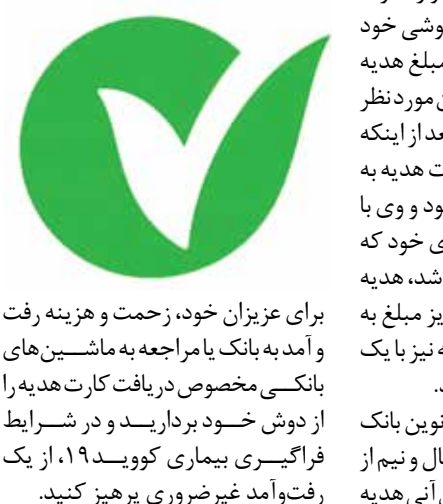 وشی خود
مبلغ هدیه
موردنظر
عد از اینکه
ت هدیه به
ود و وی با
ی خود که
شد، هدیه
یز مبلغ به
ه نیز با یک
د.
نوین بانک
ال و نیم از
آنی هدیه
برای عزیزان خود، زحمت و هزینه رفت
و آمد به بانک یا مراجعه به ماشین‌های
بانکی مخصوص دریافت کارت هدیه را
از دوش خود بردارید و در شرایط
فراگیری بیماری کووید۱۹، از یک
رفت‌وآمد غیرضروری پرهیز کنید.